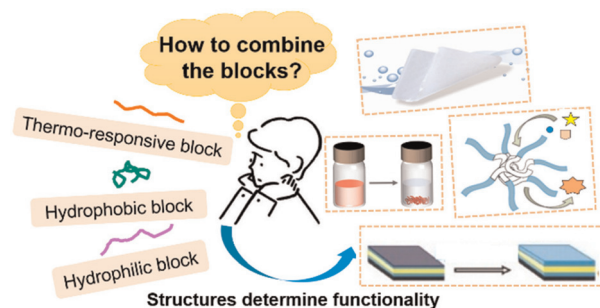 How to combine
the blocks?
Thermo-responsive block
Hydrophobic block
Hydrophilic block
Structures determine functionality